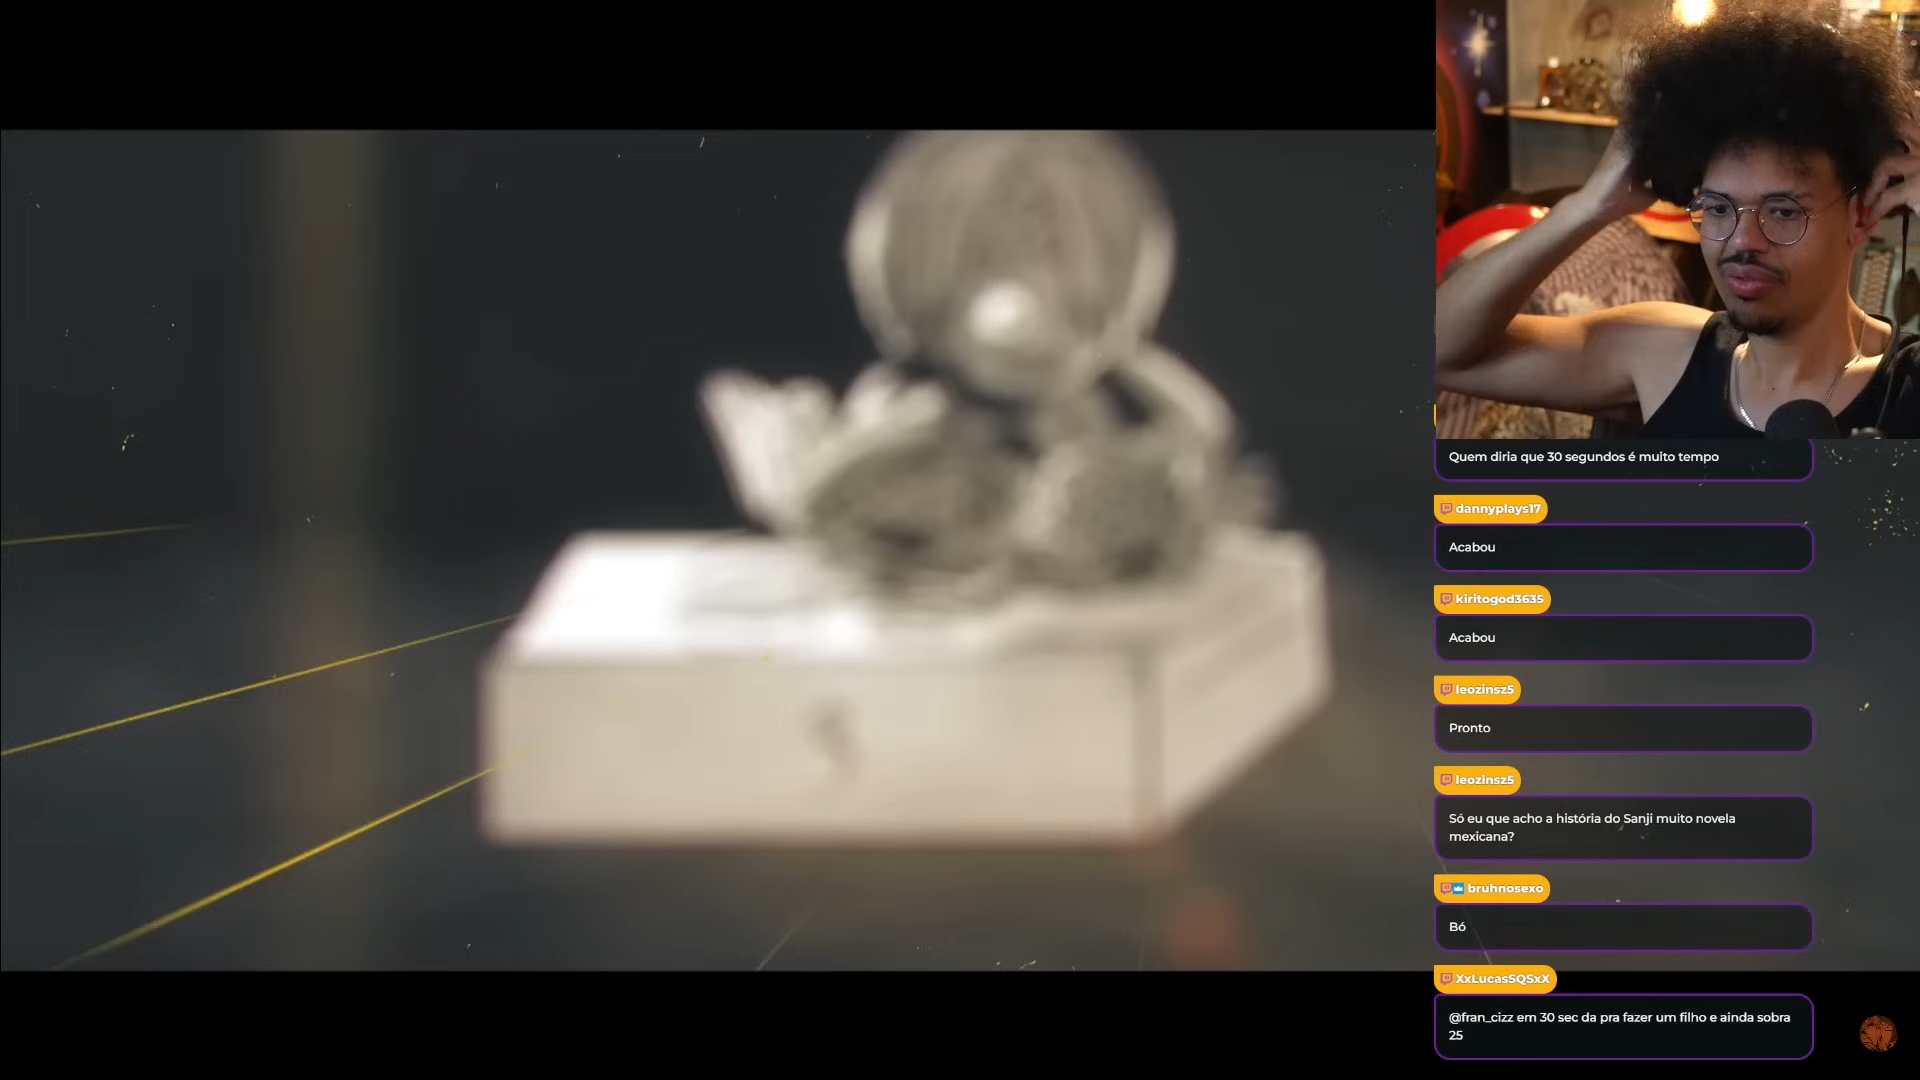 Quem diria que 30 segundos é muito tempo
dannyplays17
Acabou
kiritogod3635
Acabou
leozinsz5
Pronto
leozinsz5
Só eu que acho a história do Sanji muito novela
mexicana?
bruhnosexo
Bó
XxLucasSQSxX
@fran_cizz em 30 sec da pra fazer um filho e ainda sobra
25